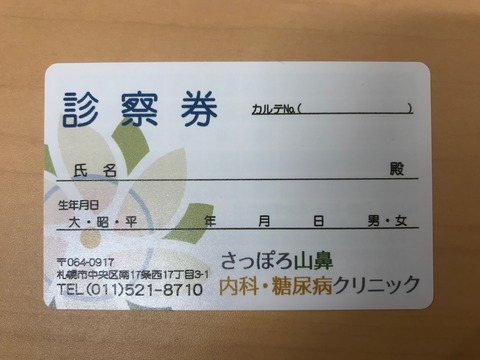 診察券 カルテNo.( )
氏名 殿
生年月日
大・昭・平 年 月 日 男・女
〒064-0917
札幌市中央区南17条西17丁目3-1
TEL(011)521-8710
さっぽろ山鼻
内科・糖尿病クリニック